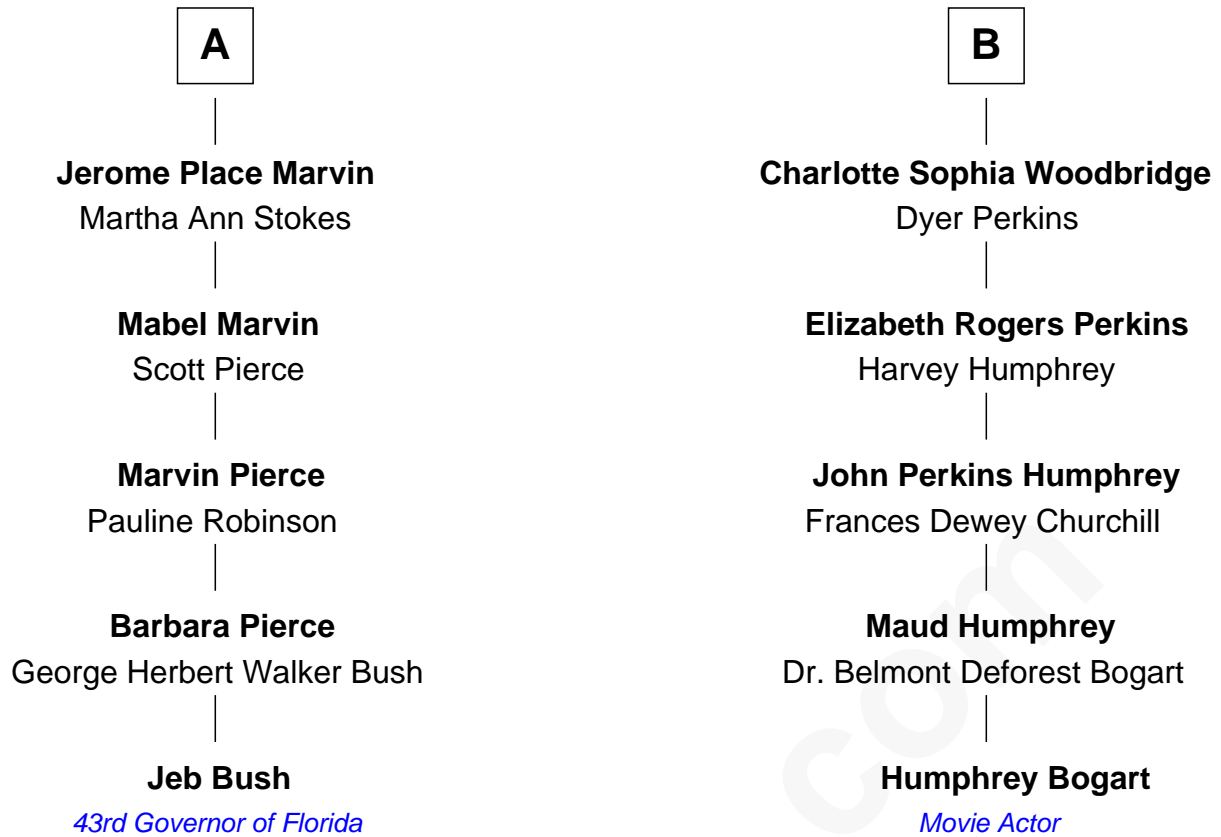 A
Jerome Place Marvin
Martha Ann Stokes
Mabel Marvin
Scott Pierce
Marvin Pierce
Pauline Robinson
Barbara Pierce
George Herbert Walker Bush
Jeb Bush
43rd Governor of Florida
B
Charlotte Sophia Woodbridge
Dyer Perkins
Elizabeth Rogers Perkins
Harvey Humphrey
John Perkins Humphrey
Frances Dewey Churchill
Maud Humphrey
Dr. Belmont Deforest Bogart
Humphrey Bogart
Movie Actor
com